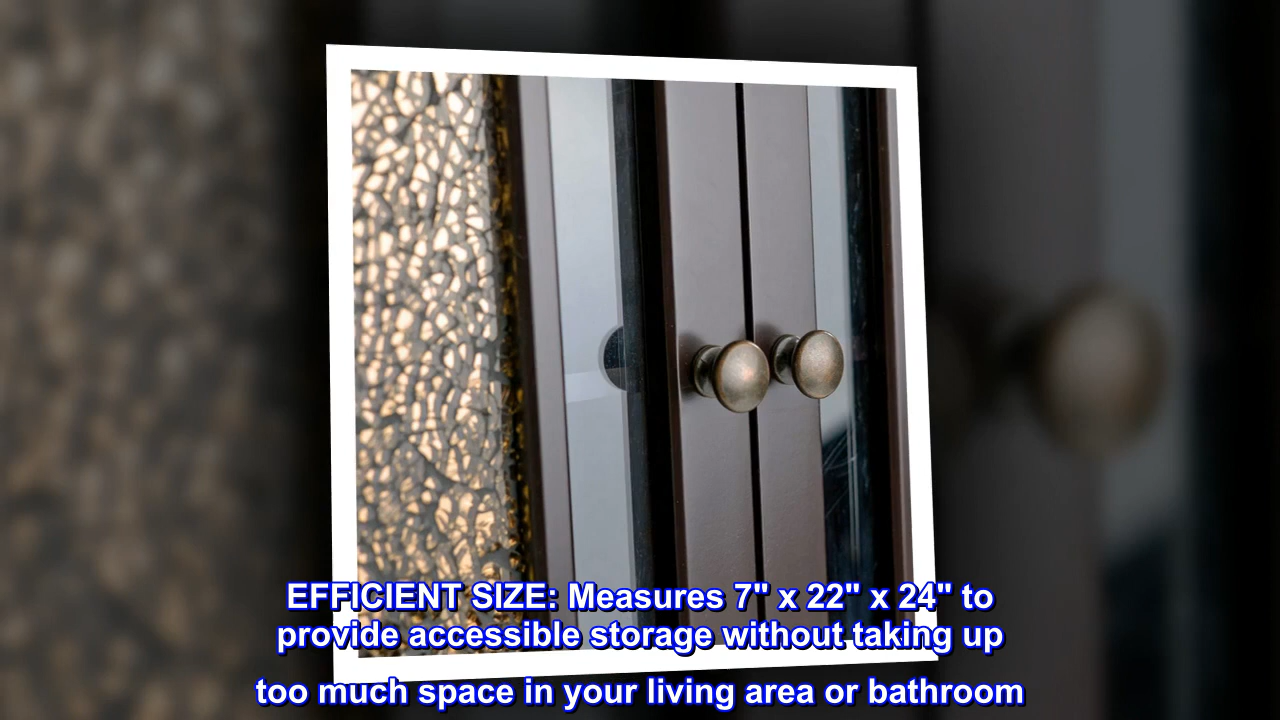 EFFICIENT SIZE: Measures 7" x 22" x 24" to
provide accessible storage without taking up
too much space in your living area or bathroom